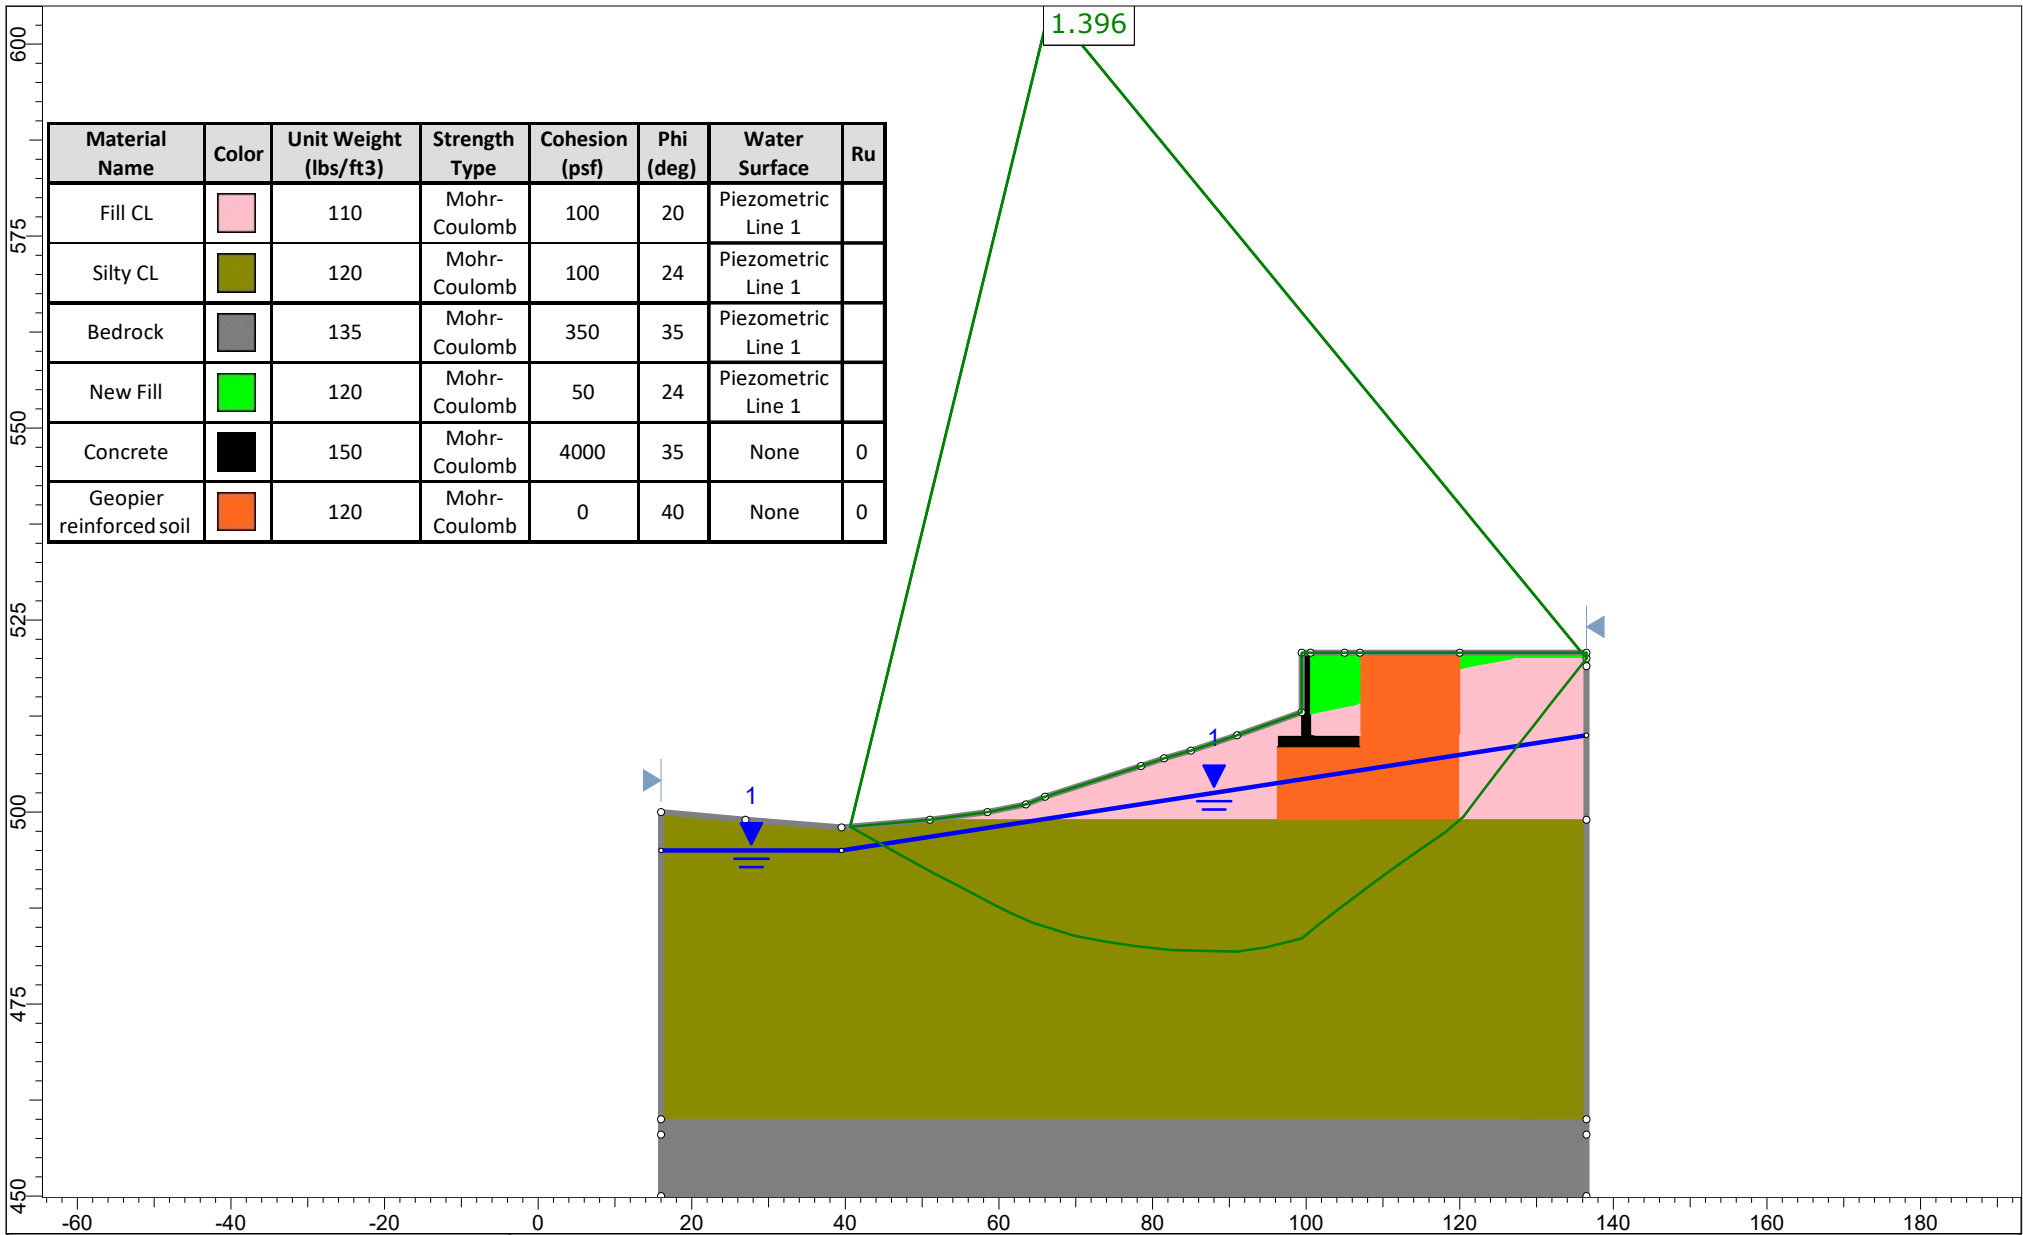 1.396
600
575
550
525
500
475
450
Material Name Color Unit Weight (lbs/ft3) Strength Type Cohesion (psf) Phi (deg) Water Surface Ru
Fill CL 110 Mohr-Coulomb 100 20 Piezometric Line 1
Silty CL 120 Mohr-Coulomb 100 24 Piezometric Line 1
Bedrock 135 Mohr-Coulomb 350 35 Piezometric Line 1
New Fill 120 Mohr-Coulomb 50 24 Piezometric Line 1
Concrete 150 Mohr-Coulomb 4000 35 None 0
Geopier reinforced soil 120 Mohr-Coulomb 0 40 None 0
1
1
-60 -40 -20 0 20 40 60 80 100 120 140 160 180